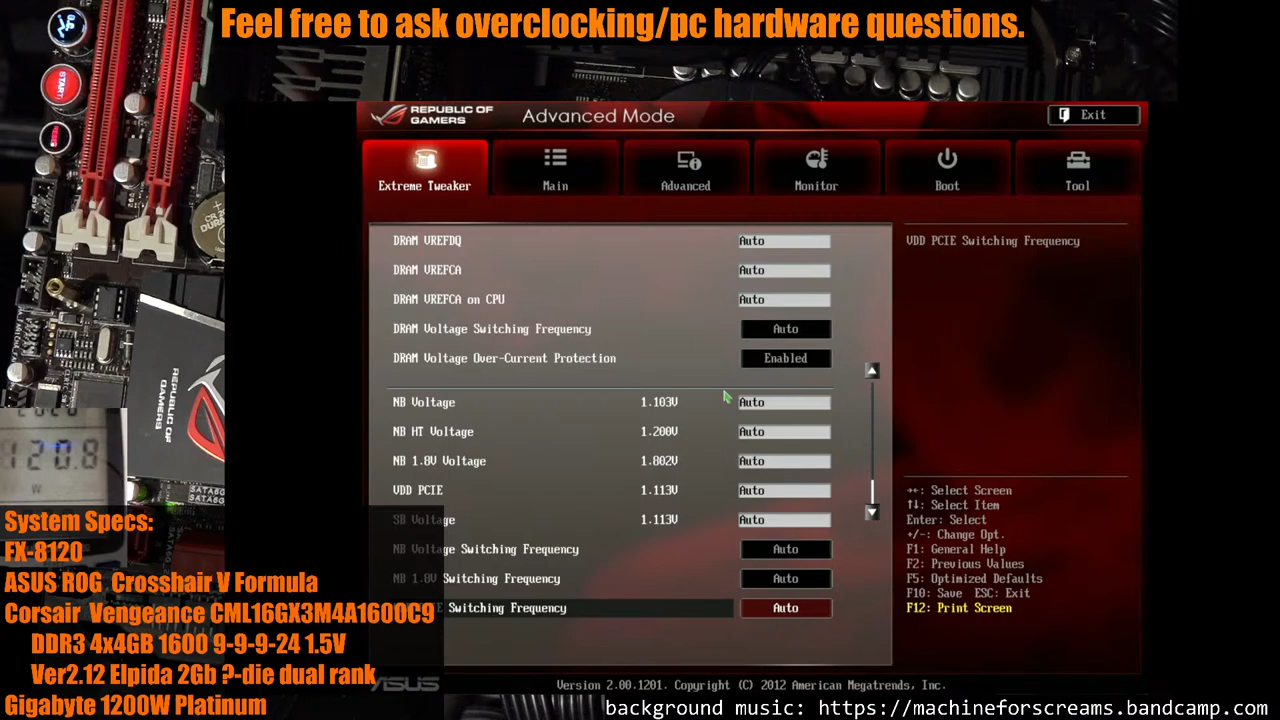 Feel free to ask overclocking/pc hardware questions.
START
REPUBLIC OF
GAMERS
Advanced Mode
Exit
Extreme Tweaker
Main
Advanced
Monitor
Boot
Tool
DRAM VREFDQ Auto
VDD PCIE Switching Frequency
DRAM VREFCA Auto
DRAM VREFCA on CPU Auto
DRAM Voltage Switching Frequency Auto
DRAM Voltage Over-Current Protection Enabled
NB Voltage 1.103V Auto
NB HT Voltage 1.200V Auto
NB 1.8V Voltage 1.802V Auto
VDD PCIE 1.113V Auto
SB Voltage 1.113V Auto
NB Voltage Switching Frequency Auto
NB 1.8V Switching Frequency Auto
Switching Frequency Auto
→←: Select Screen
↑↓: Select Item
Enter: Select
+/-: Change Opt.
F1: General Help
F2: Previous Values
F5: Optimized Defaults
F10: Save ESC: Exit
F12: Print Screen
REPUBLIC OF
120.8
W
System Specs:
FX-8120
ASUS ROG Crosshair V Formula
Corsair Vengeance CML16GX3M4A1600C9
DDR3 4x4GB 1600 9-9-9-24 1.5V
Ver2.12 Elpida 2Gb ?-die dual rank
Gigabyte 1200W Platinum
ASUS
Version 2.00.1201. Copyright (C) 2012 American Megatrends, Inc.
background music: https://machineforscreams.bandcamp.com